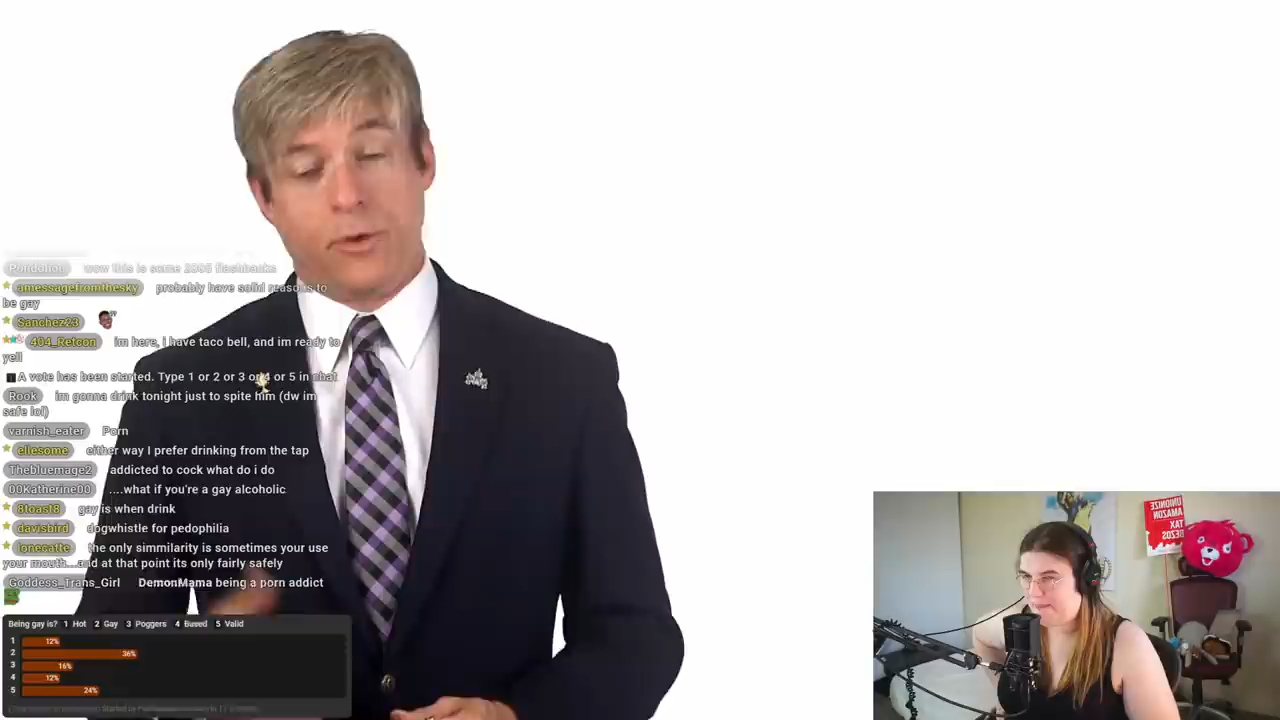 Pondelion wow this is some 2005 flashbacks
amessagefromthesky probably have solid reasons to
be gay
Sanchez23
404_Retcon im here, i have taco bell, and im ready to
yell
A vote has been started. Type 1 or 2 or 3 or 4 or 5 in chat
Rook im gonna drink tonight just to spite him (dw im
safe lol)
varnish_eater Porn
ellesome either way I prefer drinking from the tap
Thebluemage2 addicted to cock what do i do
00Katherine00 ....what if you're a gay alcoholic
8toast8 gay is when drink
davisbird dogwhistle for pedophilia
the only simmilarity is sometimes your use
your mouth...and at that point its only fairly safely
Goddess_Trans_Girl DemonMama being a porn addict
Being gay is? 1 Hot 2 Gay 3 Poggers 4 Based 5 Valid
1 12%
2 36%
3 16%
4 12%
5 24%
UNIONIZE
AMAZON
TAX
BEZOS